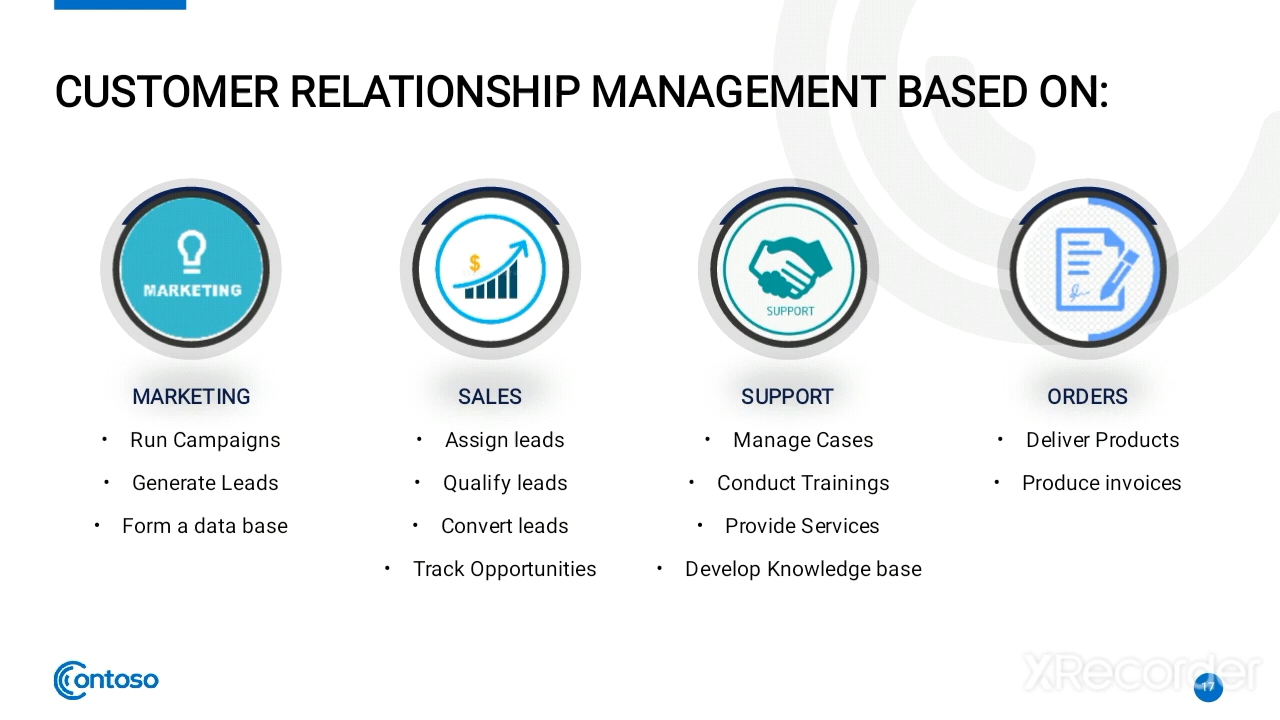 CUSTOMER RELATIONSHIP MANAGEMENT BASED ON:
MARKETING
$
SUPPORT
MARKETING
• Run Campaigns
• Generate Leads
• Form a data base
SALES
• Assign leads
• Qualify leads
• Convert leads
• Track Opportunities
SUPPORT
• Manage Cases
• Conduct Trainings
• Provide Services
• Develop Knowledge base
ORDERS
• Deliver Products
• Produce invoices
Contoso
XRecorder
17